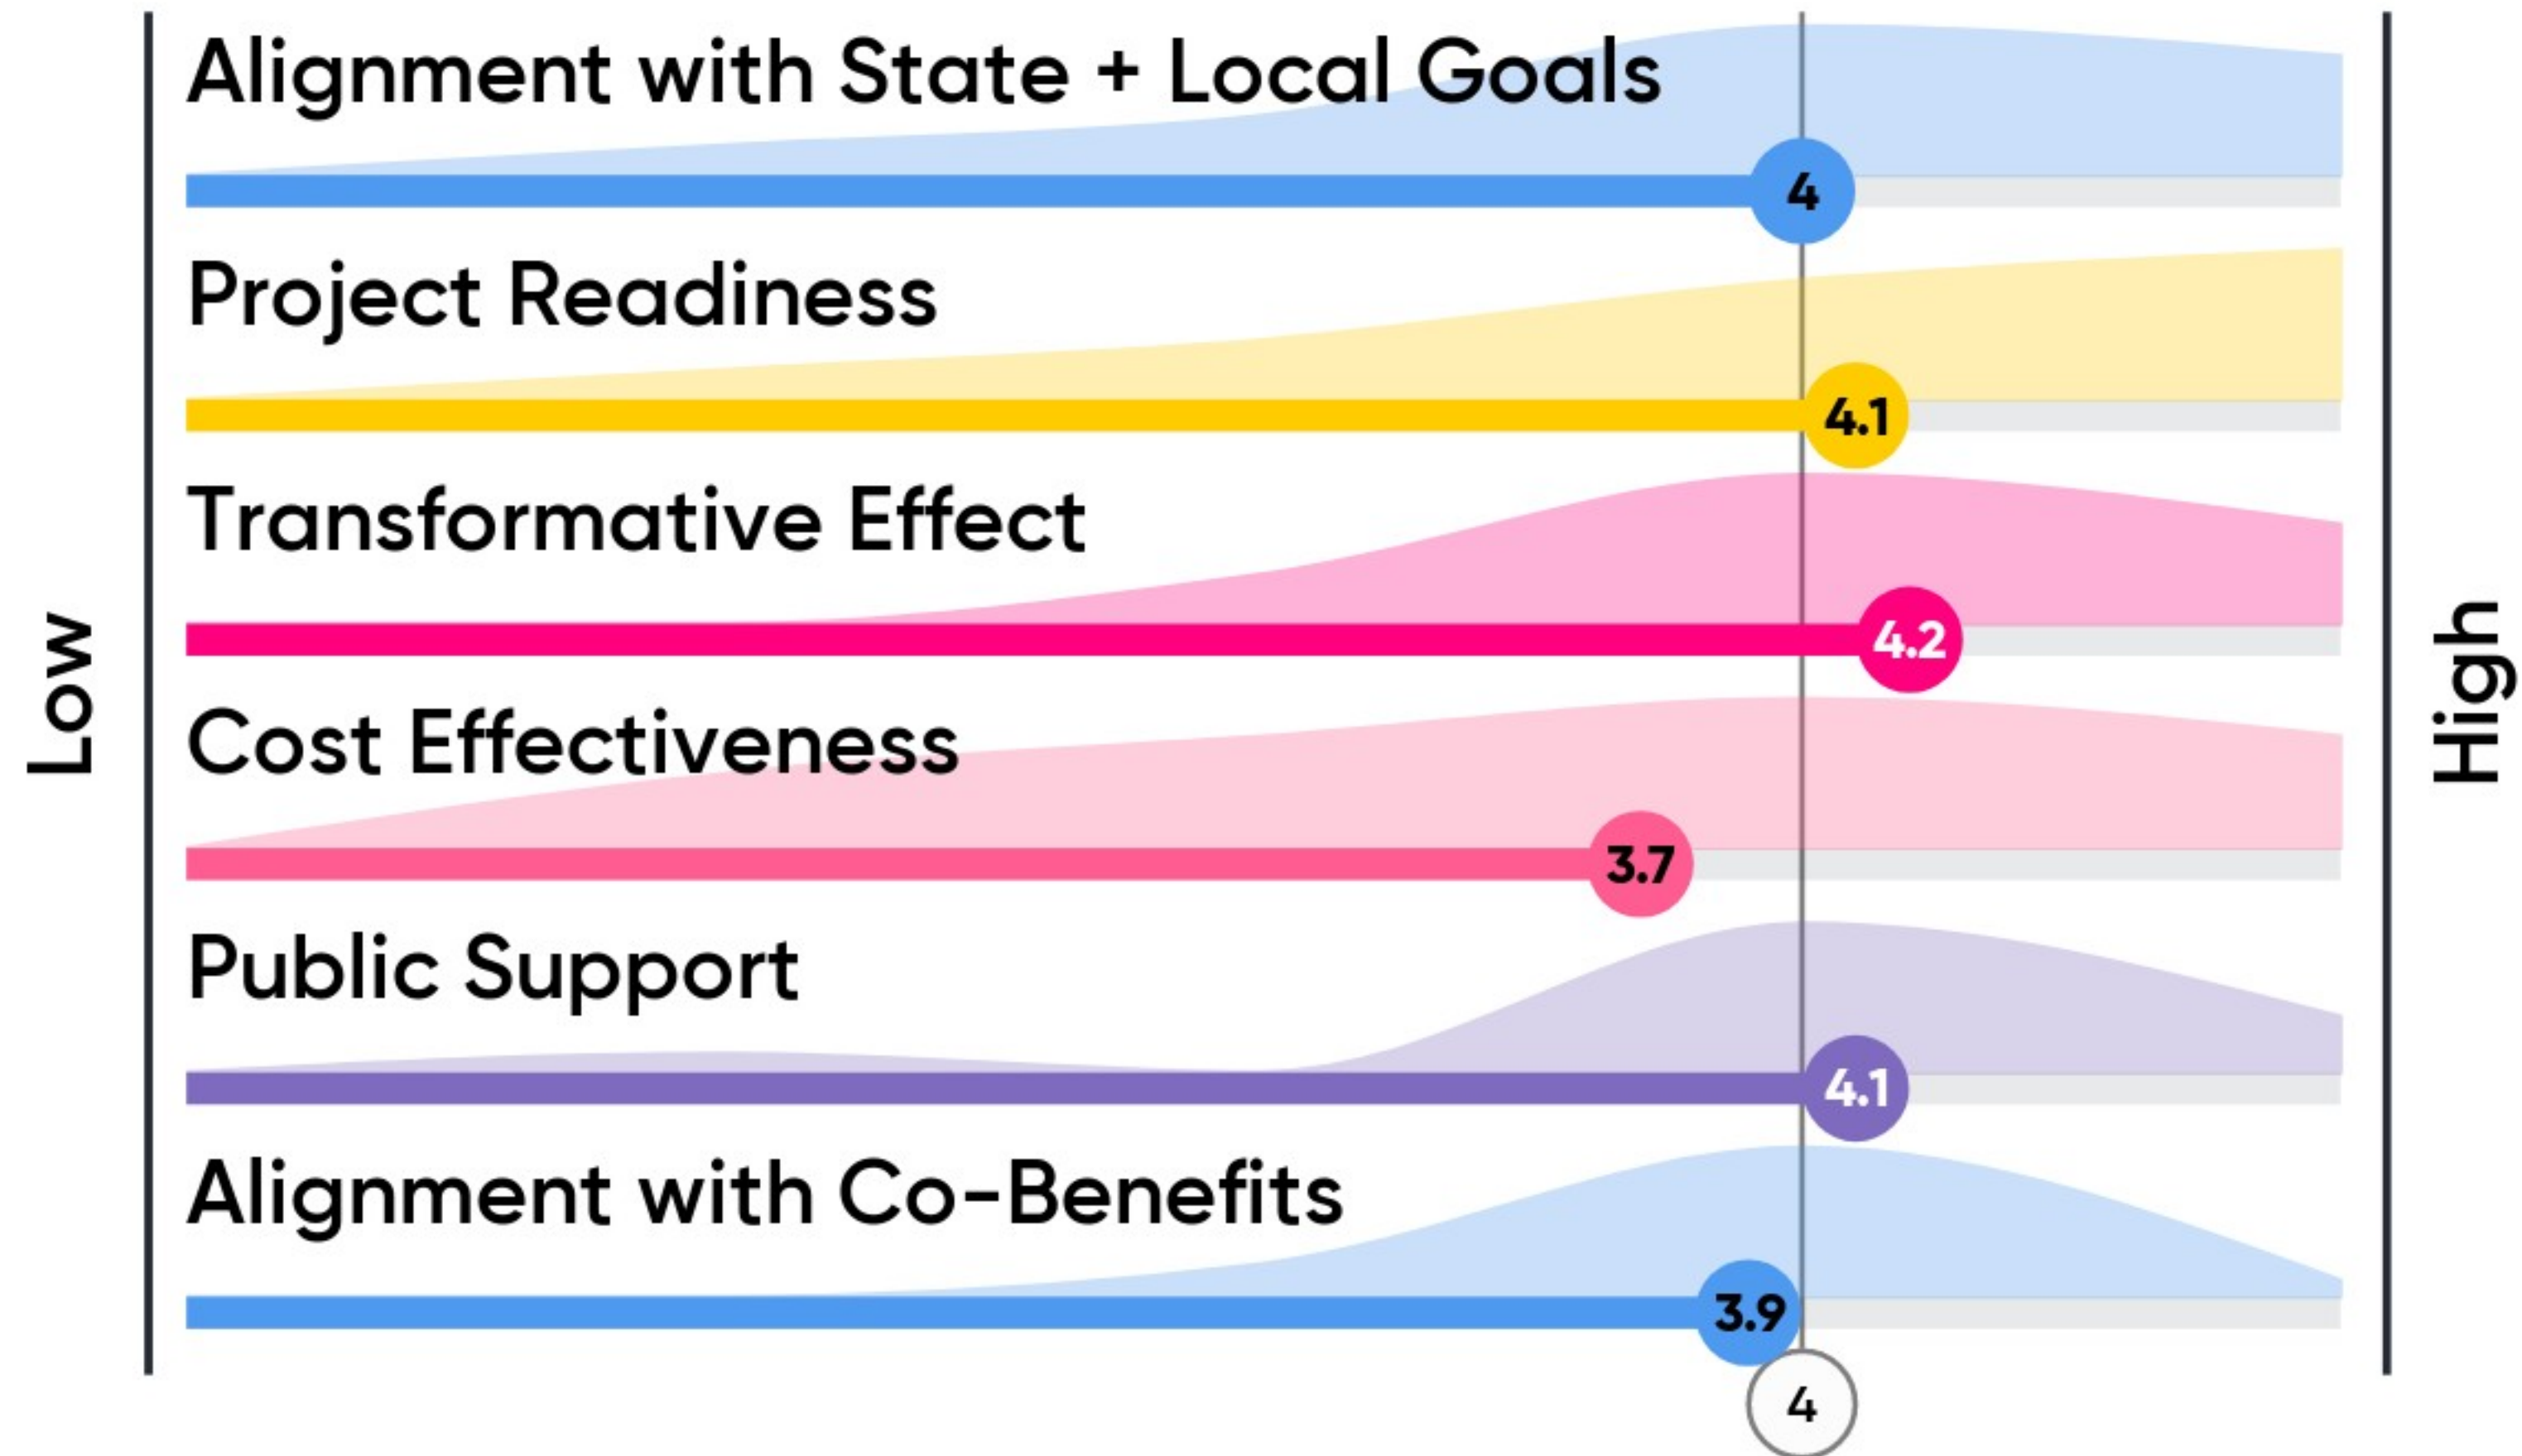 Alignment with State + Local Goals
4
Project Readiness
4.1
Transformative Effect
4.2
Low
High
Cost Effectiveness
3.7
Public Support
4.1
Alignment with Co-Benefits
3.9
4